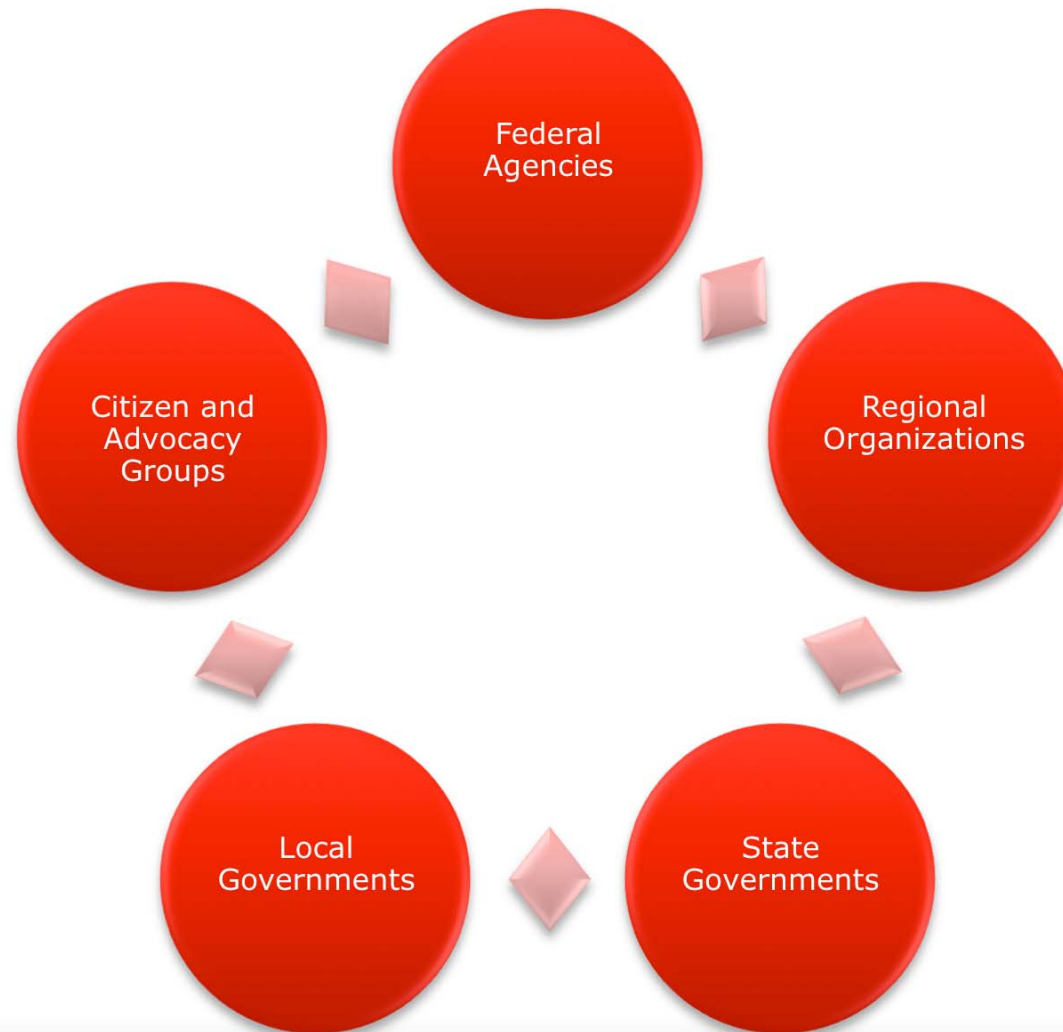 Federal
Agencies
Regional
Organizations
State
Governments
Local
Governments
Citizen and
Advocacy
Groups